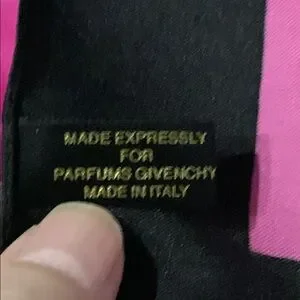 MADE EXPRESSLY
FOR
PARFUMS GIVENCHY
MADE IN ITALY